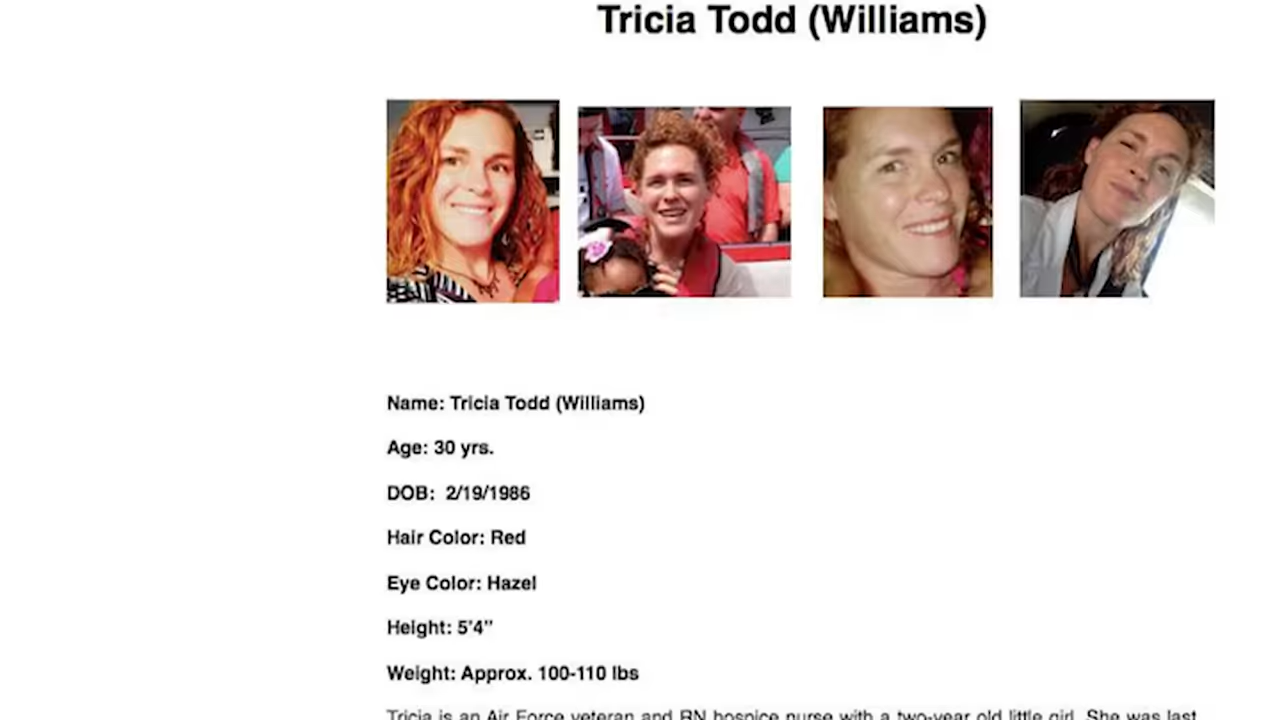 Tricia Todd (Williams)
Name: Tricia Todd (Williams)
Age: 30 yrs.
DOB: 2/19/1986
Hair Color: Red
Eye Color: Hazel
Height: 5'4”
Weight: Approx. 100-110 lbs
Tricia is an Air Force veteran and RN hospice nurse with a two-year old little girl. She was last